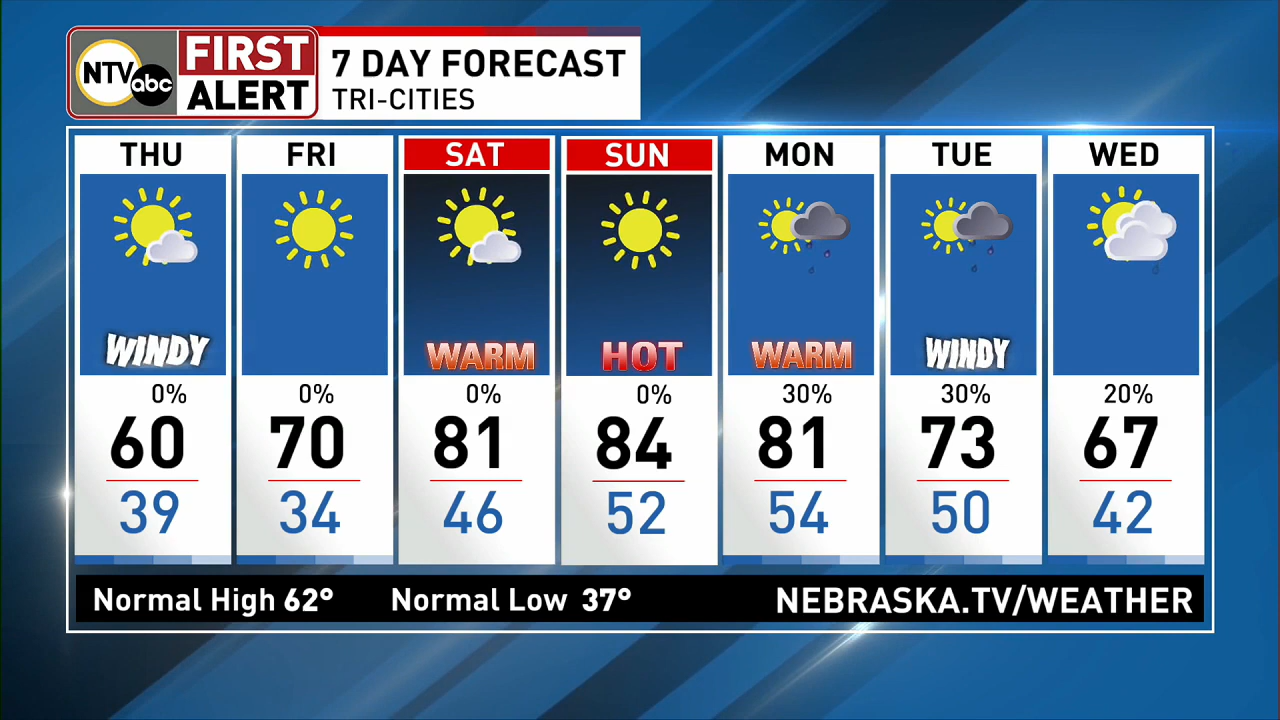 NTV
abc
FIRST
ALERT
7 DAY FORECAST
TRI-CITIES
THU FRI SAT SUN MON TUE WED
WINDY WARM HOT WARM WINDY
0% 0% 0% 0% 30% 30% 20%
60 70 81 84 81 73 67
39 34 46 52 54 50 42
Normal High 62° Normal Low 37° NEBRASKA.TV/WEATHER